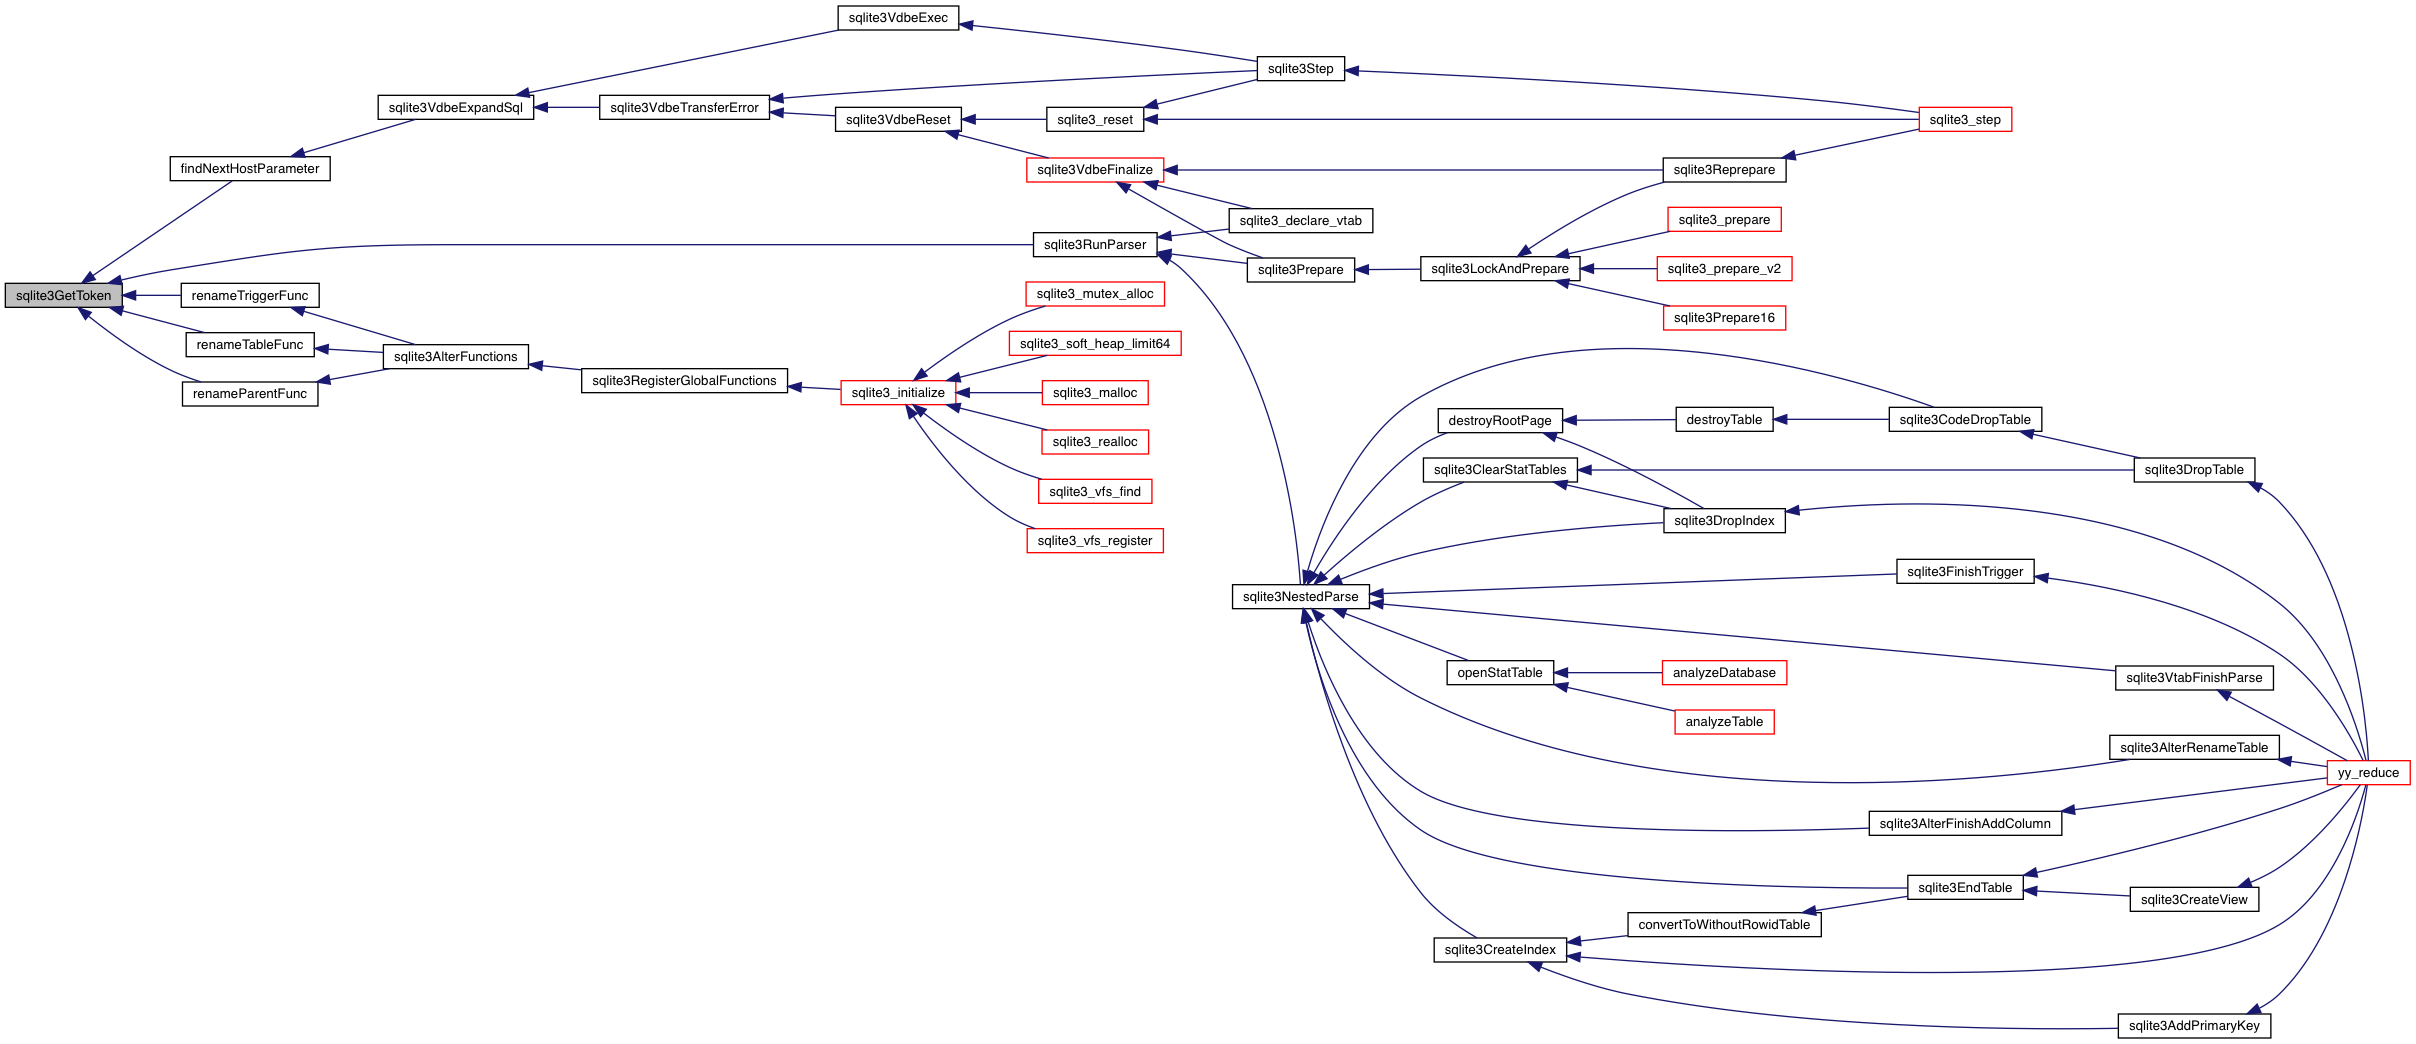 sqlite3VdbeExec
sqlite3Step
sqlite3VdbeExpandSql
sqlite3VdbeTransferError
sqlite3VdbeReset
sqlite3_reset
sqlite3_step
findNextHostParameter
sqlite3VdbeFinalize
sqlite3Reprepare
sqlite3_declare_vtab
sqlite3_prepare
sqlite3RunParser
sqlite3Prepare
sqlite3LockAndPrepare
sqlite3_prepare_v2
sqlite3GetToken
renameTriggerFunc
sqlite3_mutex_alloc
sqlite3Prepare16
renameTableFunc
sqlite3AlterFunctions
sqlite3_soft_heap_limit64
renameParentFunc
sqlite3RegisterGlobalFunctions
sqlite3_initialize
sqlite3_malloc
destroyRootPage
destroyTable
sqlite3CodeDropTable
sqlite3_realloc
sqlite3ClearStatTables
sqlite3DropTable
sqlite3_vfs_find
sqlite3DropIndex
sqlite3_vfs_register
sqlite3FinishTrigger
sqlite3NestedParse
openStatTable
analyzeDatabase
sqlite3VtabFinishParse
analyzeTable
sqlite3AlterRenameTable
yy_reduce
sqlite3AlterFinishAddColumn
sqlite3EndTable
sqlite3CreateView
convertToWithoutRowidTable
sqlite3CreateIndex
sqlite3AddPrimaryKey